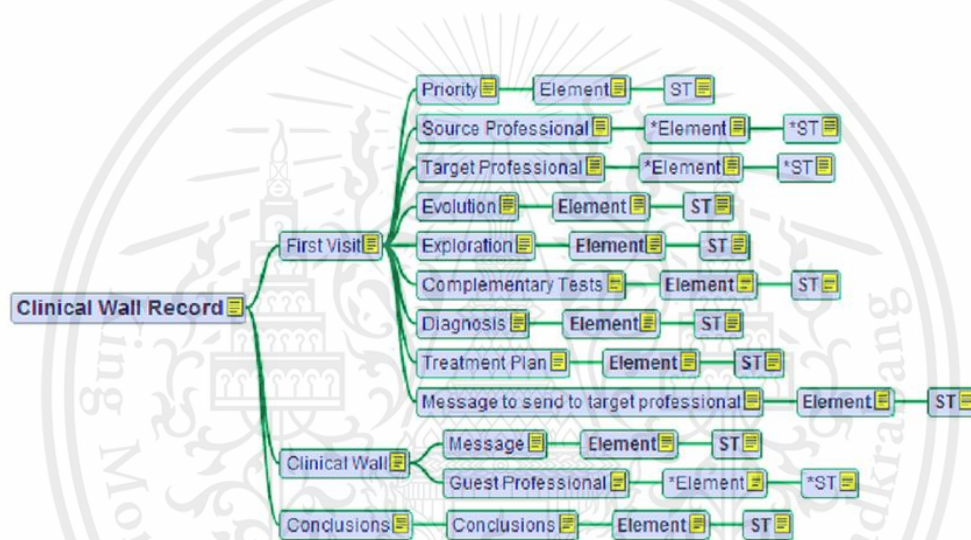 Priority Element ST
Source Professional *Element *ST
Target Professional *Element *ST
Evolution Element ST
First Visit Exploration Element ST
Complementary Tests Element ST
Clinical Wall Record
Diagnosis Element ST
Treatment Plan Element ST
Message to send to target professional Element ST
Message Element ST
Clinical Wall
Guest Professional *Element *ST
Conclusions Conclusions Element ST